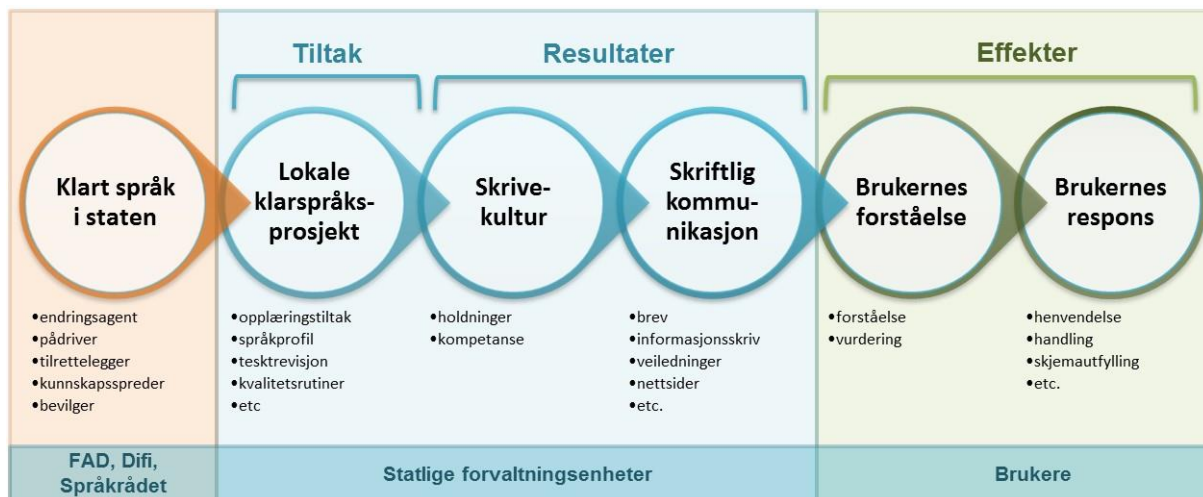 Tiltak
Resultater
Effekter
Klart språk
i staten
Lokale
klarspråks-
prosjekt
Skrive-
kultur
Skriftlig
kommu-
nikasjon
Brukernes
forståelse
Brukernes
respons
•endringsagent
•pådriver
•tilrettelegger
•kunnskapsspreder
•bevilger
•opplæringstiltak
•språkprofil
•tesktrevisjon
•kvalitetsrutiner
•etc
•holdninger
•kompetanse
•brev
•informasjonsskriv
•veiledninger
•nettsider
•etc.
•forståelse
•vurdering
•henvendelse
•handling
•skjemautfylling
•etc.
FAD, Difi,
Språkrådet
Statlige forvaltningsenheter
Brukere